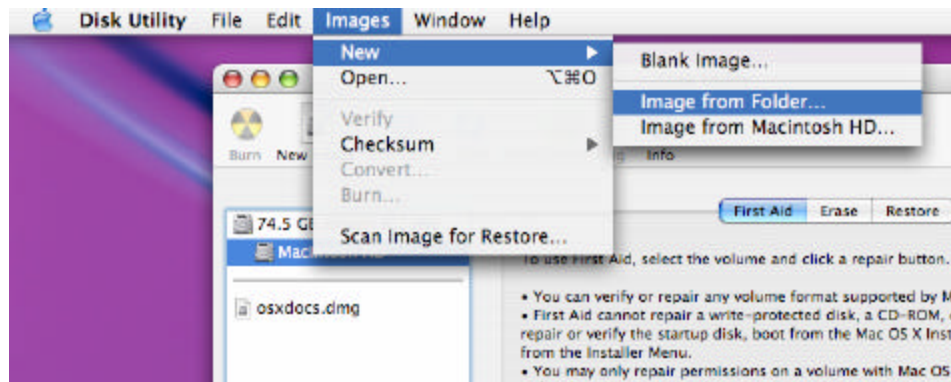 Disk Utility File Edit Images Window Help
New
Open... ⌥⌘O
Verify
Checksum
Convert...
Burn...
Scan Image for Restore...
Blank Image...
Image from Folder...
Image from Macintosh HD...
Burn New Info
First Aid Erase Restore
74.5
osxdocs.dmg
To use First Aid, select the volume and click a repair button.
• You can verify or repair any volume format supported by M
• First Aid cannot repair a write-protected disk, a CD-ROM,
repair or verify the startup disk, boot from the Mac OS X Inst
from the Installer Menu.
• You may only repair permissions on a volume with Mac OS